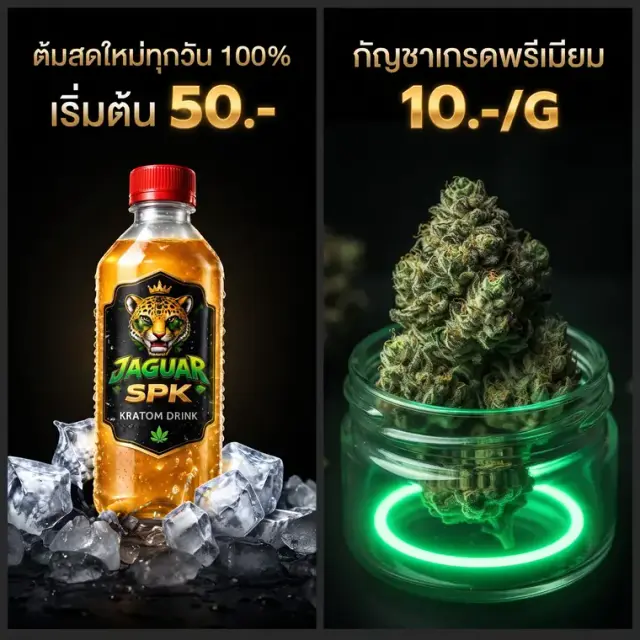 ต้มสดใหม่ทุกวัน 100%
เริ่มต้น 50.-
JAGUAR
SPK
KRATOM DRINK
กัญชาเกรดพรีเมียม
10.-/G